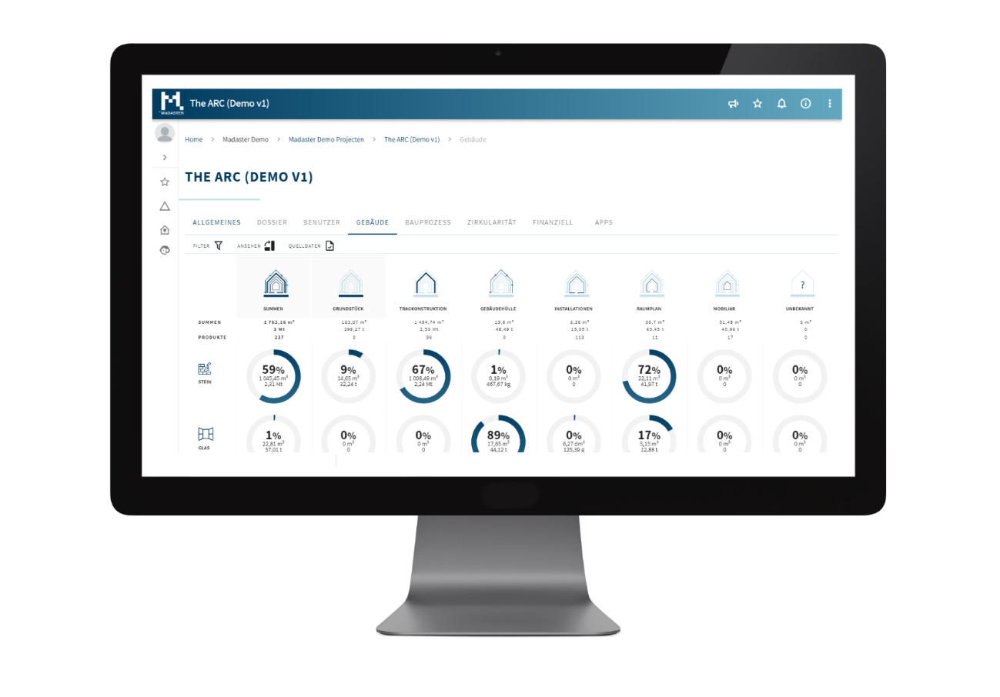 MADASTER
The ARC (Demo v1)
Home > Madaster Demo > Madaster Demo Projecten > The ARC (Demo v1) > Gebäude
THE ARC (DEMO V1)
ALLGEMEINES DOSSIER BENUTZER GEBÄUDE BAUPROZESS ZIRKULARITÄT FINANZIELL APPS
FILTER ANSEHEN QUELLDATEN
?
SUMMEN GRUNDSTÜCK TRAGKONSTRUKTION GEBÄUDEHÜLLE INSTALLATIONEN RAUMPLAN MOBILIAR UNBEKANNT
SUMMEN 1 763,16 m³ 163,07 m³ 1 494,74 m³ 19,8 m³ 3,36 m³ 30,7 m³ 51,48 m³ 0 m³
3 Mt 299,27 t 2,53 Mt 48,49 t 15,05 t 65,45 t 40,96 t 0
PRODUKTE 237 0 96 0 113 11 17 0
59% 9% 67% 1% 0% 72% 0% 0%
1 045,45 m³ 14,65 m³ 1 008,49 m³ 0,19 m³ 0 m³ 22,11 m³ 0 m³ 0 m³
STEIN 2,31 Mt 32,24 t 2,24 Mt 467,67 kg 0 41,97 t 0 0
1% 0% 0% 89% 0% 17% 0% 0%
22,81 m³ 0 m³ 0 m³ 17,65 m³ 6,27 dm³ 5,15 m³ 0 m³ 0 m³
GLAS 57,01 t 0 0 44,12 t 125,39 g 12,88 t 0 0